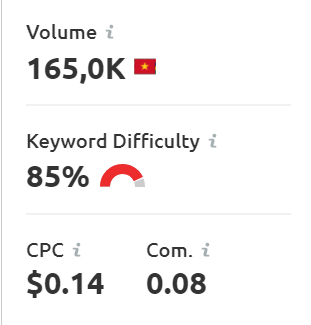 Volume i
165,0K
Keyword Difficulty i
85%
CPC i Com. i
$0.14 0.08